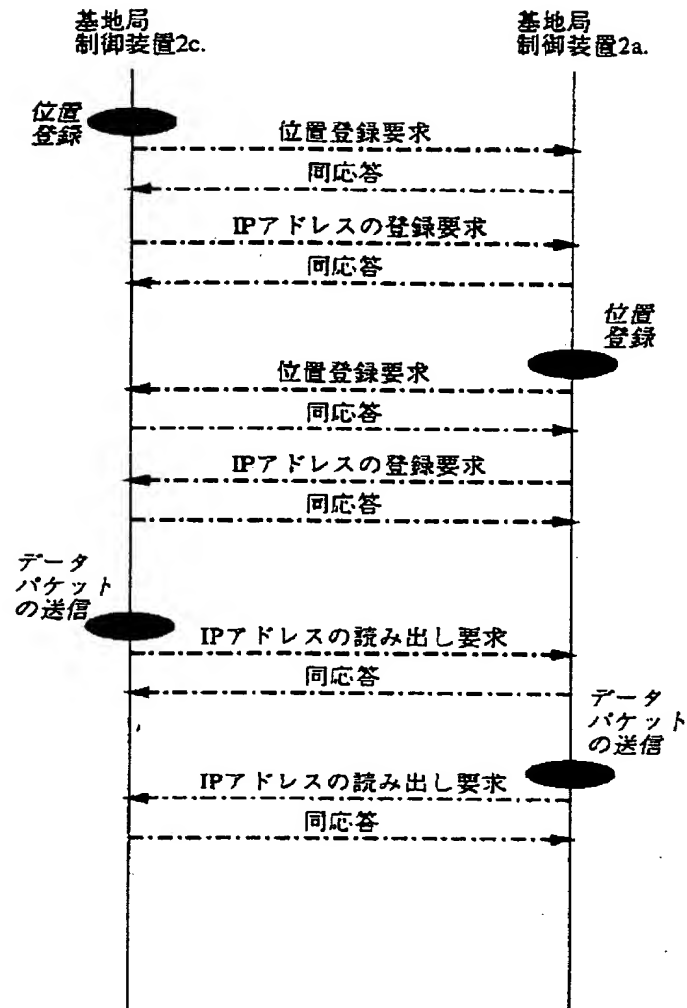 基地局
制御装置2c.
基地局
制御装置2a.
位置
登録
位置登録要求
同応答
IPアドレスの登録要求
同応答
位置
登録
位置登録要求
同応答
IPアドレスの登録要求
同応答
データ
パケット
の送信
IPアドレスの読み出し要求
同応答
データ
パケット
の送信
IPアドレスの読み出し要求
同応答